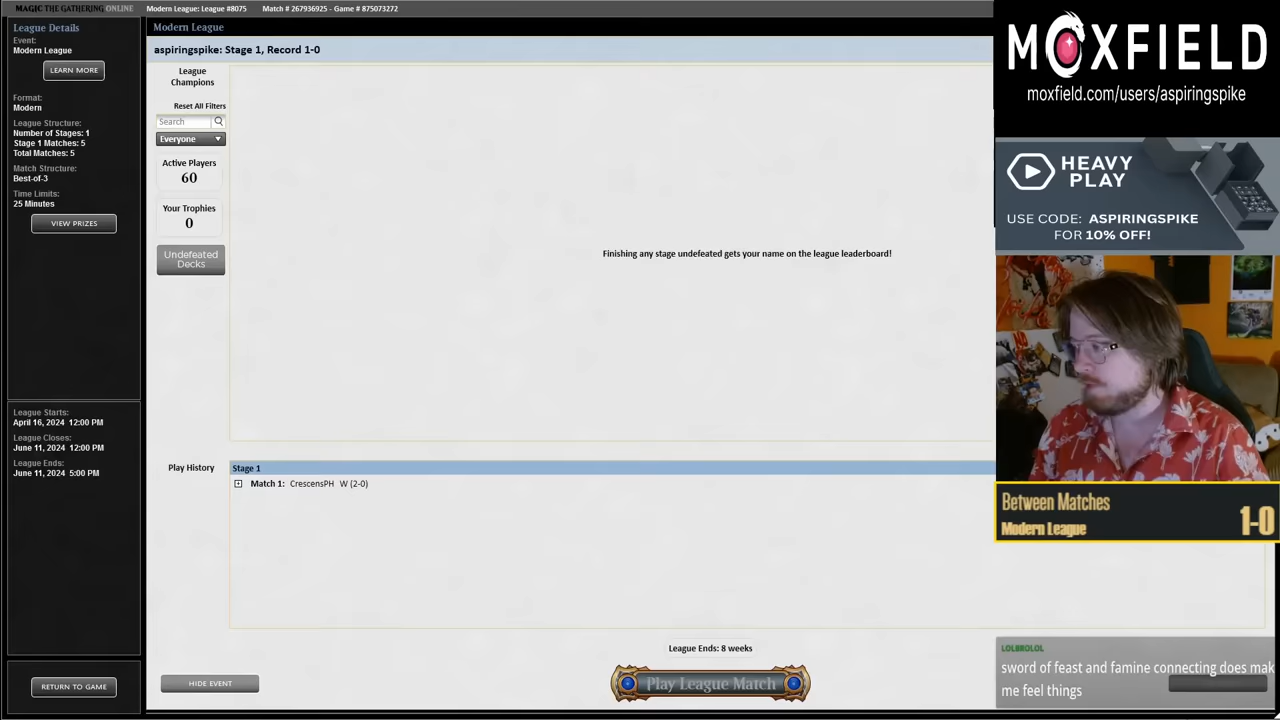 MAGIC THE GATHERING ONLINE
Modern League: League #8075
Match # 267936925 - Game # 875073272
League Details
Event:
Modern League
LEARN MORE
Format:
Modern
League Structure:
Number of Stages: 1
Stage 1 Matches: 5
Total Matches: 5
Match Structure:
Best-of-3
Time Limits:
25 Minutes
VIEW PRIZES
League Starts:
April 16, 2024 12:00 PM
League Closes:
June 11, 2024 12:00 PM
League Ends:
June 11, 2024 5:00 PM
RETURN TO GAME
Modern League
aspiringspike: Stage 1, Record 1-0
League
Champions
Reset All Filters
Search
Everyone
Active Players
60
Your Trophies
0
Undefeated
Decks
Finishing any stage undefeated gets your name on the league leaderboard!
Play History
Stage 1
Match 1: CrescensPH W (2-0)
League Ends: 8 weeks
HIDE EVENT
Play League Match
MOXFIELD
moxfield.com/users/aspiringspike
HEAVY
PLAY
USE CODE: ASPIRINGSPIKE
FOR 10% OFF!
Between Matches
Modern League
1-0
LOLBROLOL
sword of feast and famine connecting does mak
me feel things